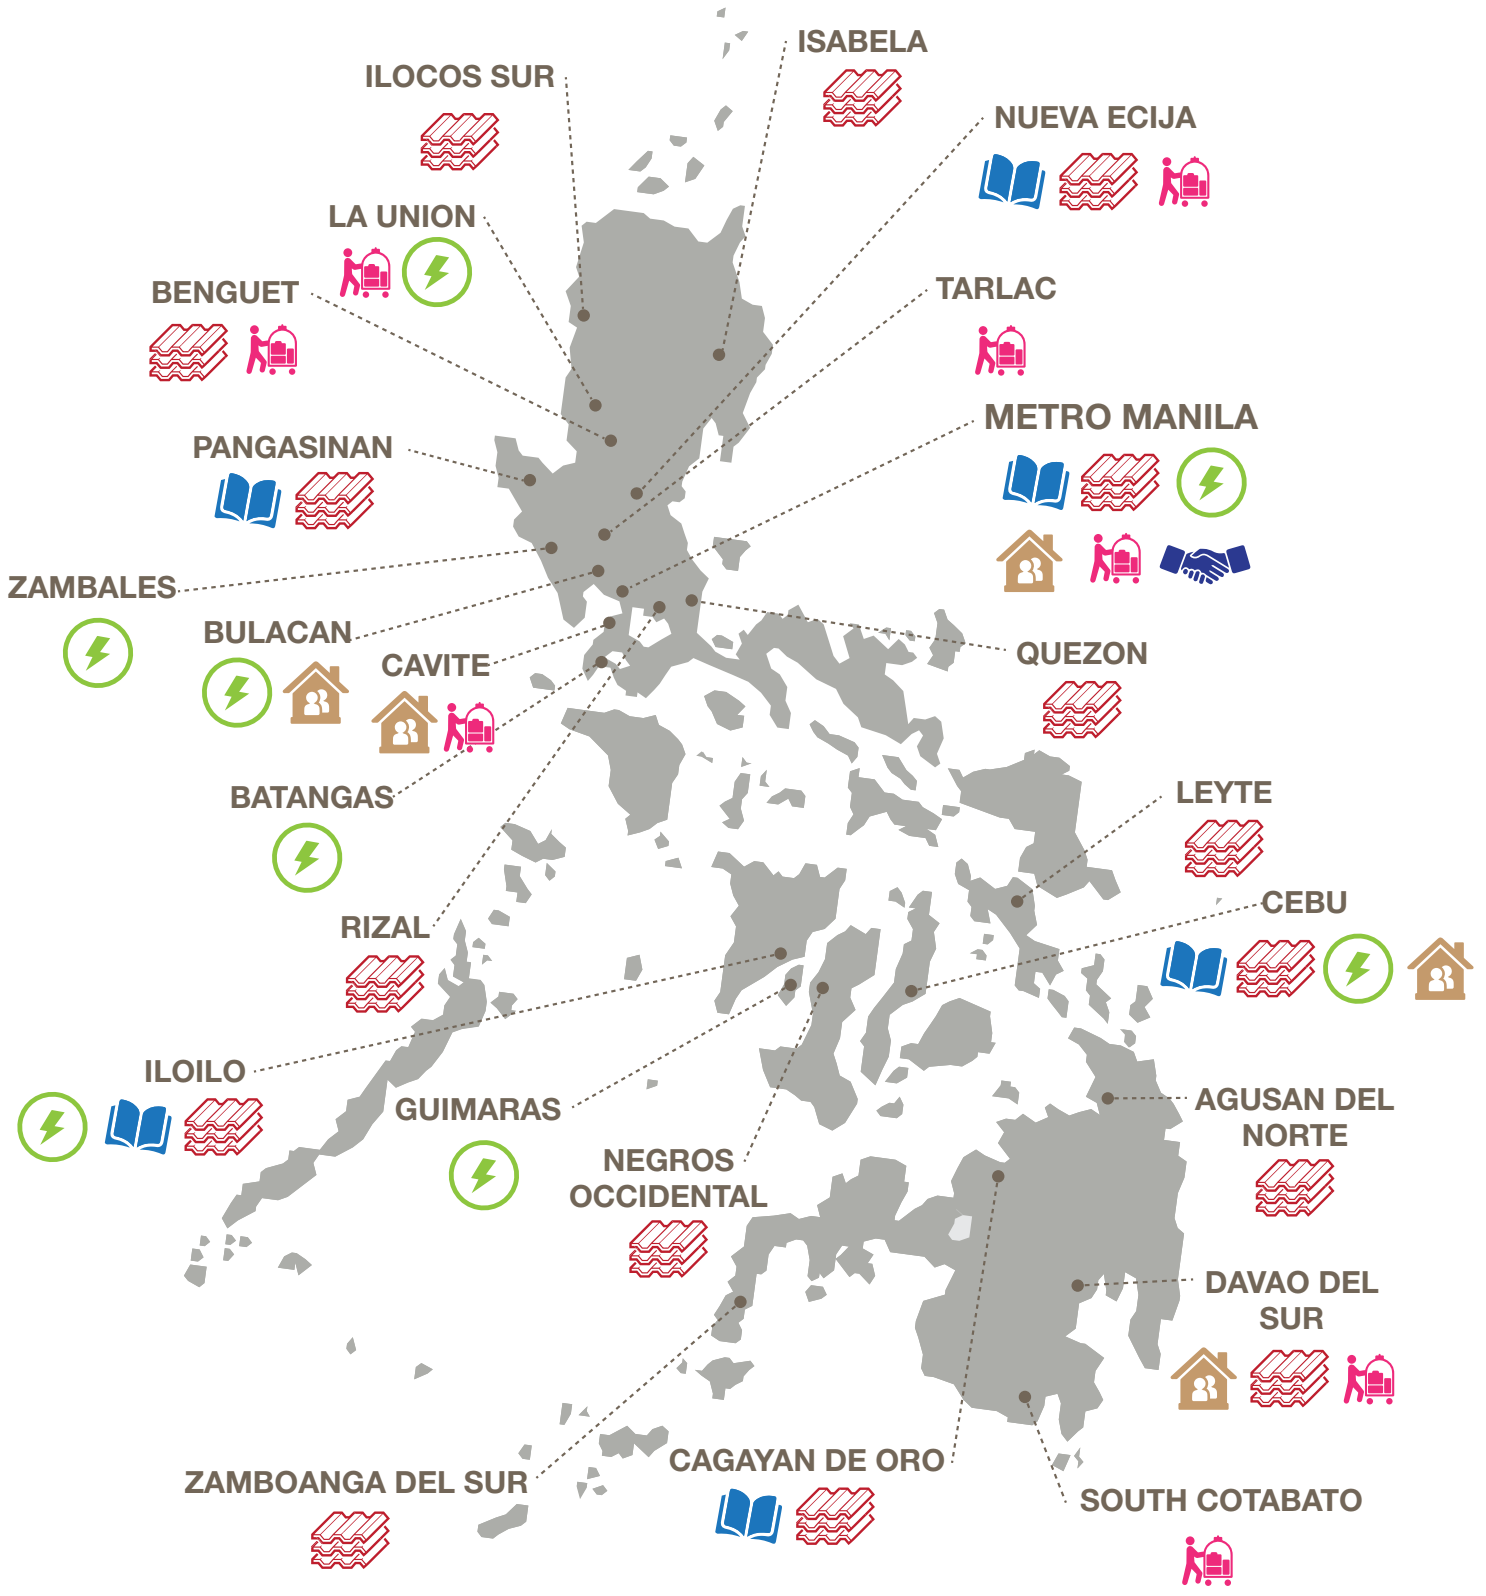 ISABELA
ILOCOS SUR
NUEVA ECIJA
LA UNION
BENGUET
TARLAC
METRO MANILA
PANGASINAN
ZAMBALES
BULACAN
CAVITE
QUEZON
BATANGAS
LEYTE
CEBU
RIZAL
ILOILO
GUIMARAS
AGUSAN DEL
NORTE
NEGROS
OCCIDENTAL
DAVAO DEL
SUR
CAGAYAN DE ORO
ZAMBOANGA DEL SUR
SOUTH COTABATO